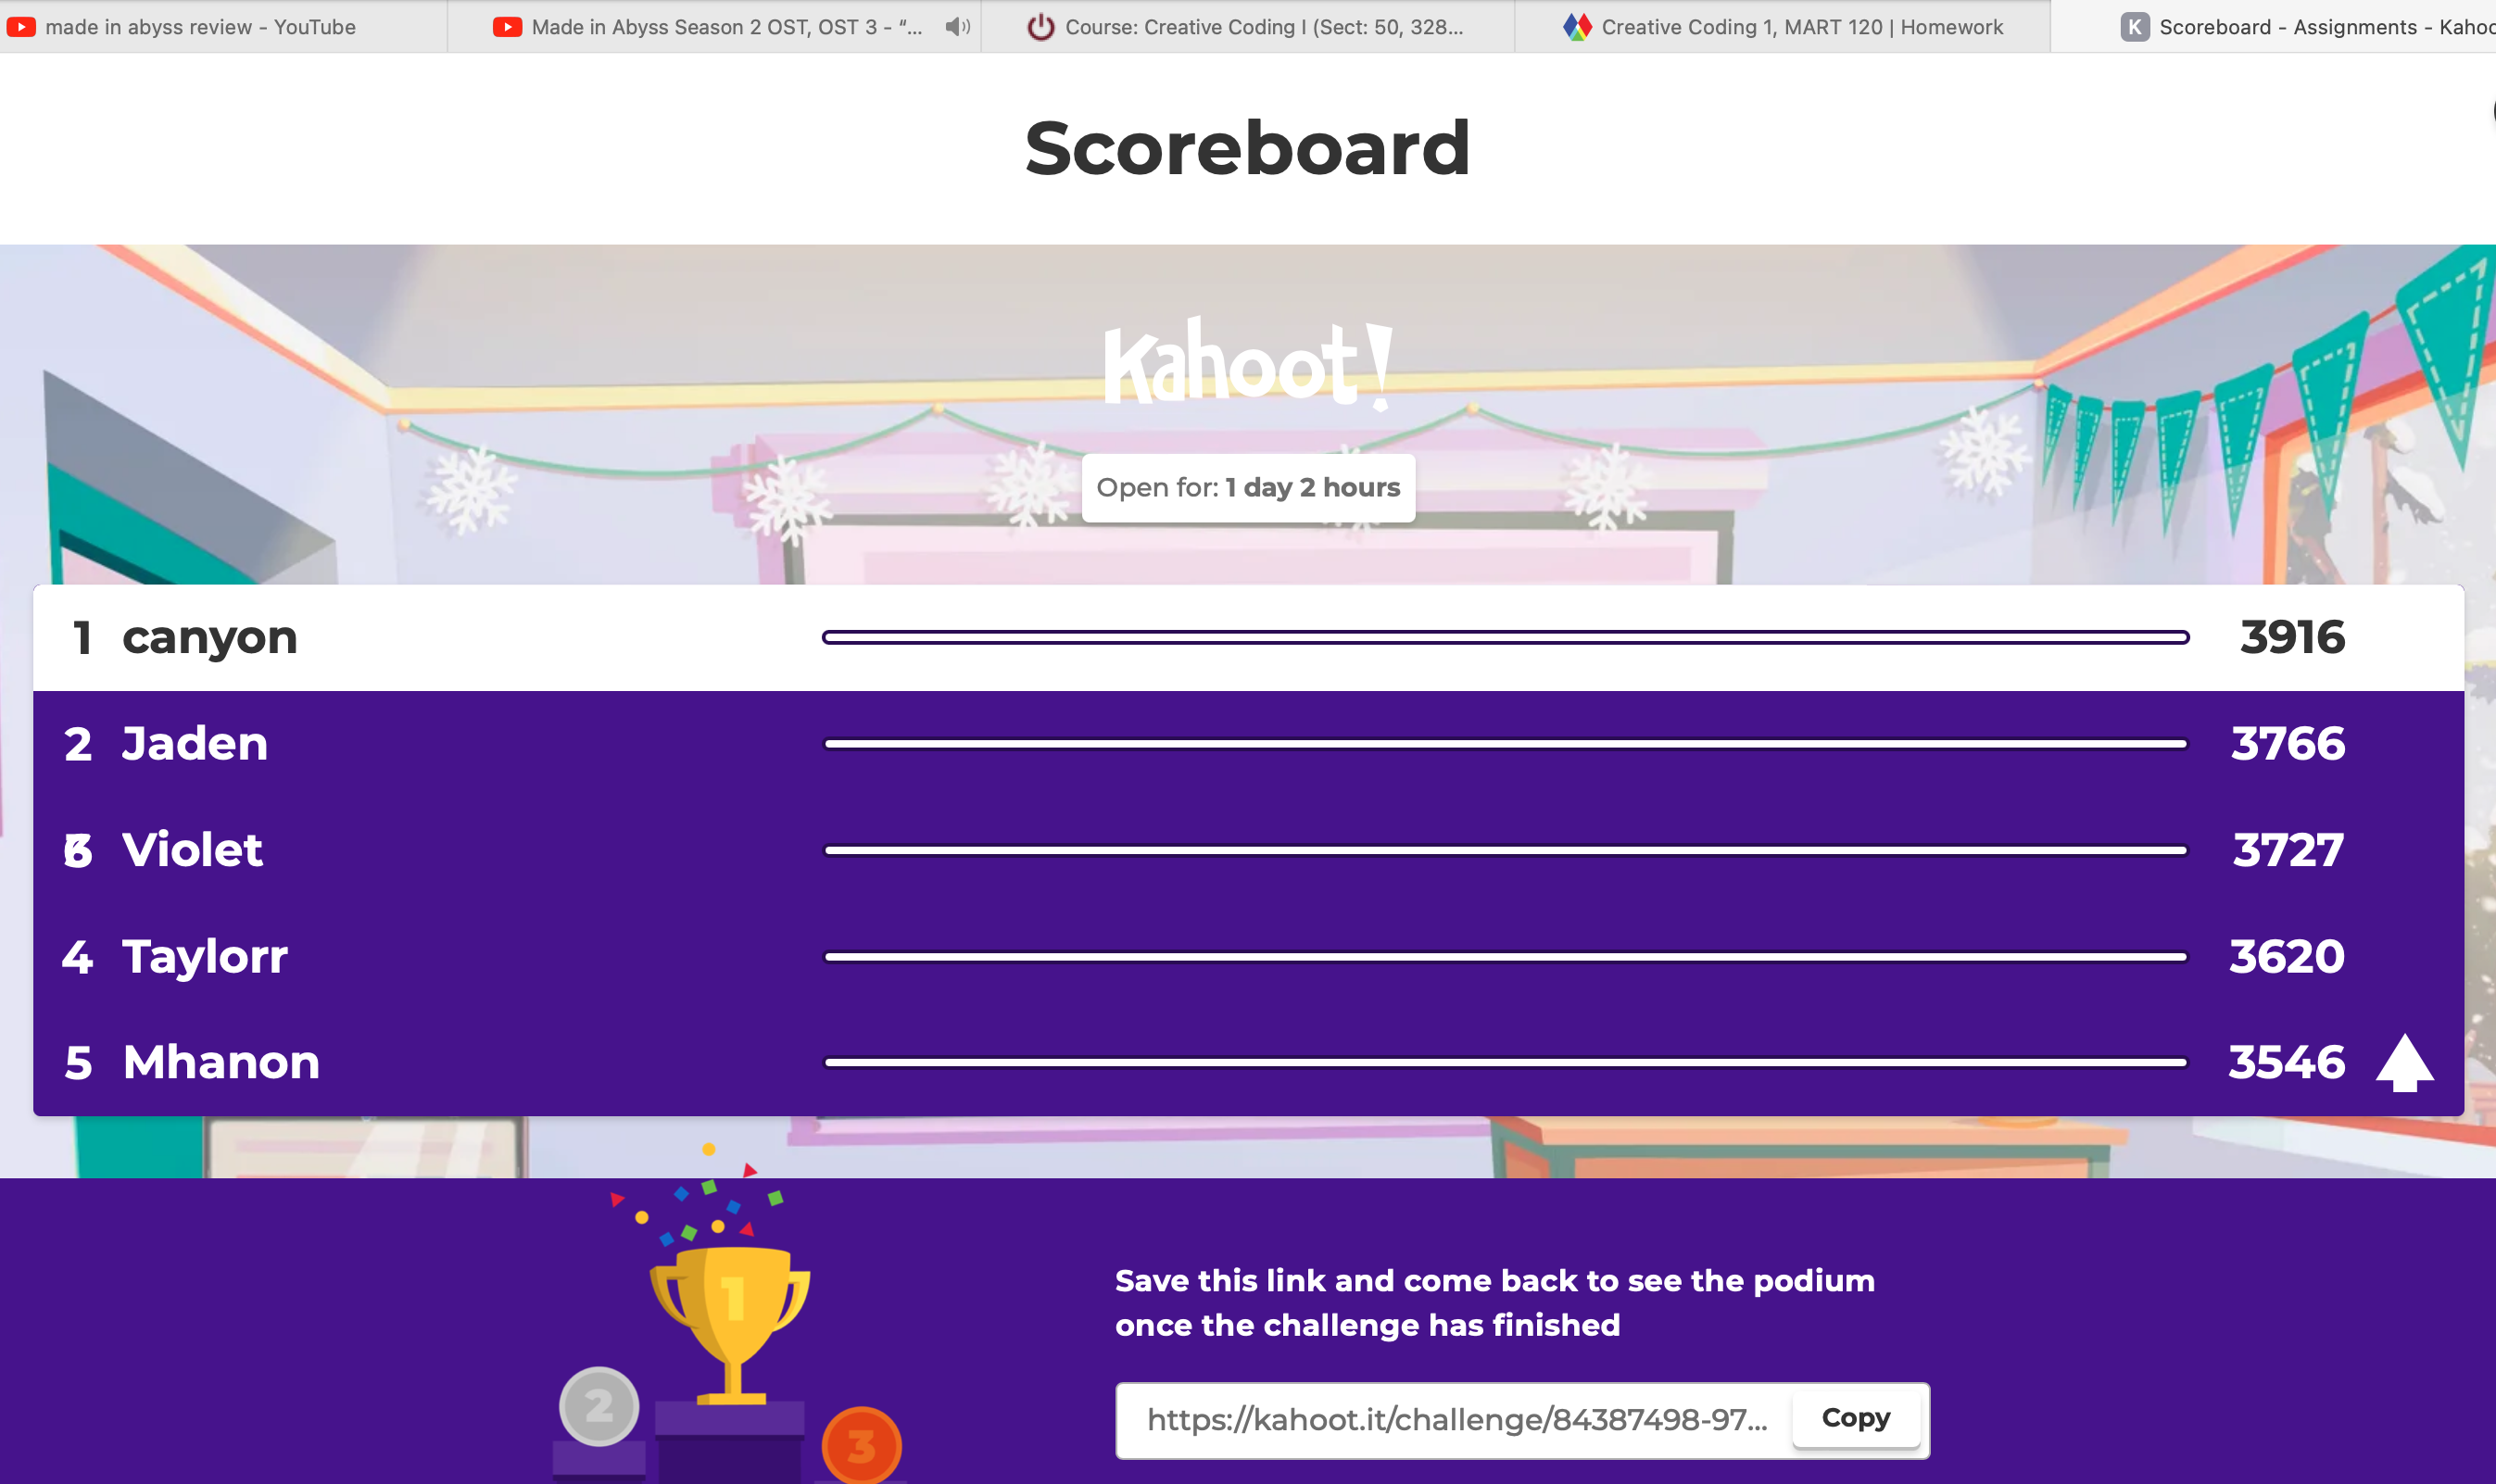 made in abyss review - YouTube
Made in Abyss Season 2 OST, OST 3 - “...
Course: Creative Coding I (Sect: 50, 328...
Creative Coding 1, MART 120 | Homework
K Scoreboard - Assignments - Kahoo
Scoreboard
Kahoot!
Open for: 1 day 2 hours
1 canyon 3916
2 Jaden 3766
Violet 3727
4 Taylorr 3620
5 Mhanon 3546
1
2
3
Save this link and come back to see the podium
once the challenge has finished
https://kahoot.it/challenge/84387498-97...
Copy